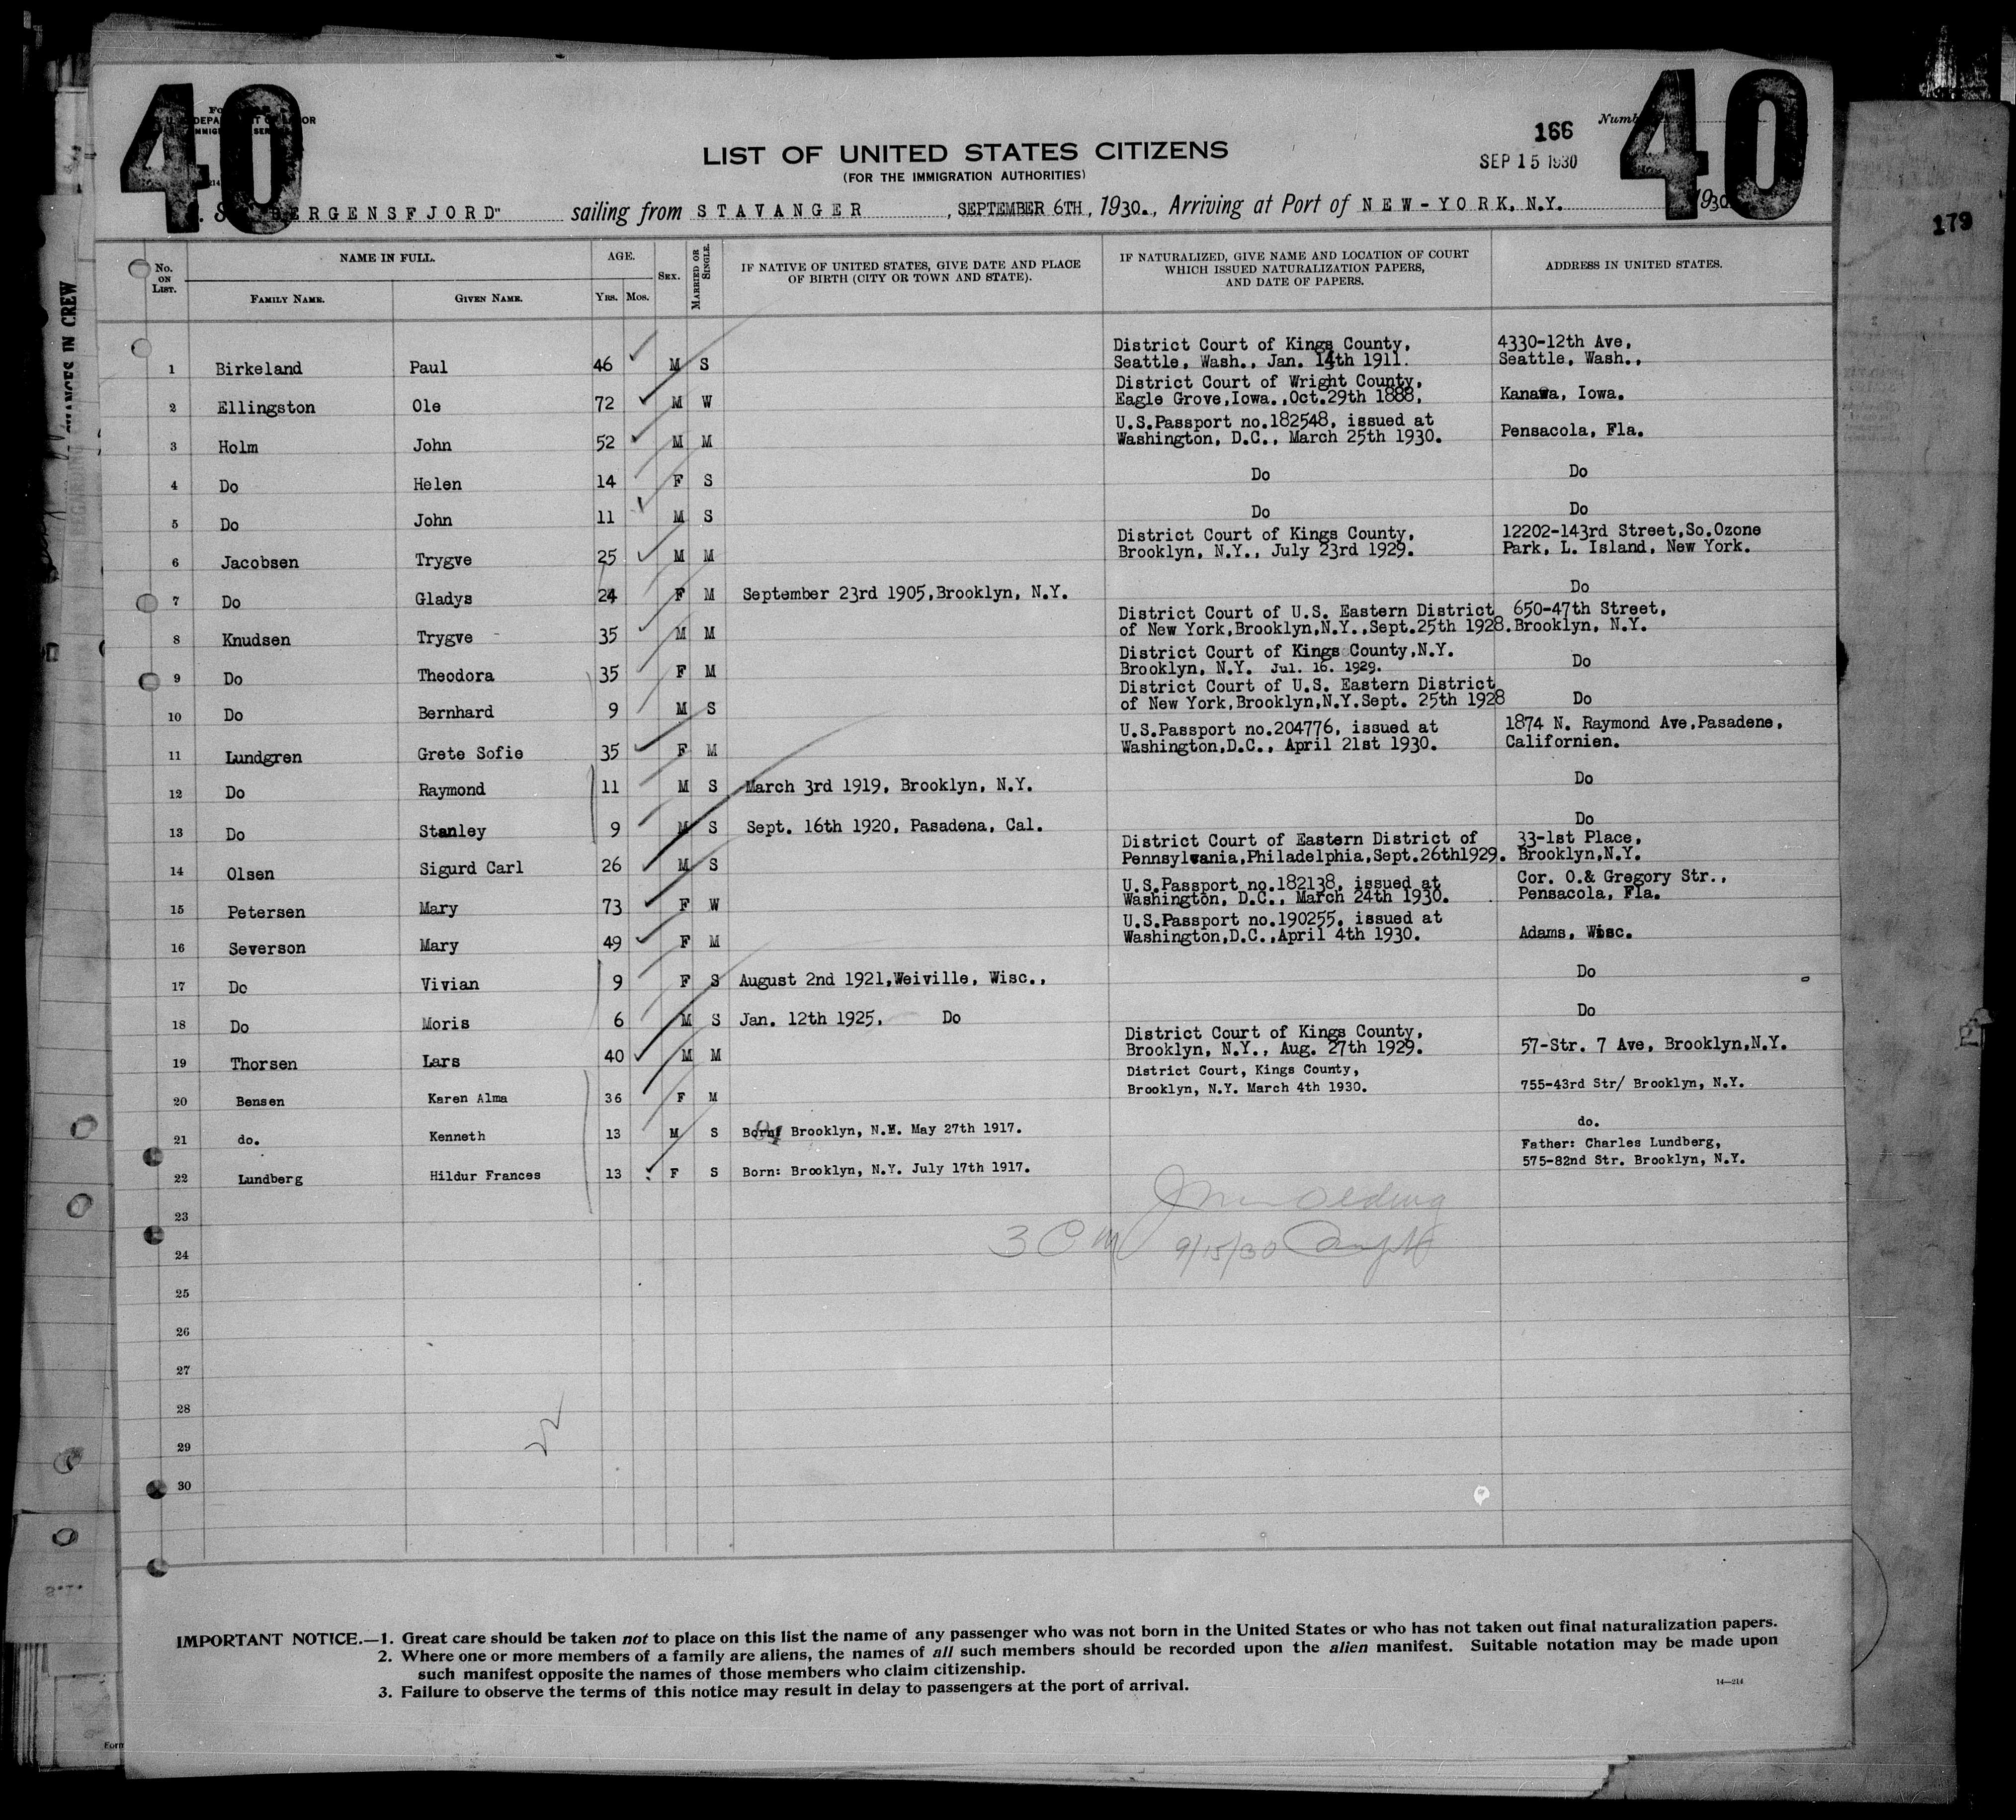 40
40
166
SEP 15 1930
179
LIST OF UNITED STATES CITIZENS
(FOR THE IMMIGRATION AUTHORITIES)
S. "BERGENSFJORD" sailing from STAVANGER, SEPTEMBER 6TH, 1930., Arriving at Port of NEW-YORK, N.Y. 1930
No. ON LIST.
NAME IN FULL.
FAMILY NAME.
GIVEN NAME.
AGE.
YRS.
MOS.
SEX.
MARRIED OR SINGLE.
IF NATIVE OF UNITED STATES, GIVE DATE AND PLACE
OF BIRTH (CITY OR TOWN AND STATE).
IF NATURALIZED, GIVE NAME AND LOCATION OF COURT
WHICH ISSUED NATURALIZATION PAPERS,
AND DATE OF PAPERS.
ADDRESS IN UNITED STATES.
1 Birkeland Paul 46 M S District Court of Kings County, 4330-12th Ave,
Seattle, Wash., Jan. 14th 1911. Seattle, Wash.,
2 Ellingston Ole 72 M W District Court of Wright County,
Eagle Grove,Iowa.,Oct.29th 1888, Kanawa, Iowa.
3 Holm John 52 M M U.S.Passport no.182548, issued at
Washington, D.C., March 25th 1930. Pensacola, Fla.
4 Do Helen 14 F S Do Do
5 Do John 11 M S Do Do
6 Jacobsen Trygve 25 M M District Court of Kings County, 12202-143rd Street,So.Ozone
Brooklyn, N.Y., July 23rd 1929. Park, L. Island, New York.
7 Do Gladys 24 F M September 23rd 1905,Brooklyn, N.Y. Do
8 Knudsen Trygve 35 M M District Court of U.S. Eastern District 650-47th Street,
of New York,Brooklyn,N.Y.,Sept.25th 1928. Brooklyn, N.Y.
9 Do Theodora 35 F M District Court of Kings County,N.Y.
Brooklyn, N.Y. Jul. 16. 1929. Do
10 Do Bernhard 9 M S District Court of U.S. Eastern District
of New York,Brooklyn,N.Y.Sept. 25th 1928 Do
11 Lundgren Grete Sofie 35 F M U.S.Passport no.204776, issued at 1874 N. Raymond Ave,Pasadene,
Washington,D.C., April 21st 1930. Californien.
12 Do Raymond 11 M S March 3rd 1919, Brooklyn, N.Y. Do
13 Do Stanley 9 M S Sept. 16th 1920, Pasadena, Cal. Do
14 Olsen Sigurd Carl 26 M S District Court of Eastern District of 33-1st Place,
Pennsylvania,Philadelphia,Sept.26th1929. Brooklyn,N.Y.
15 Petersen Mary 73 F W U.S.Passport no.182138, issued at Cor. O.& Gregory Str.,
Washington, D.C., March 24th 1930. Pensacola, Fla.
16 Severson Mary 49 F M U.S.Passport no.190255, issued at
Washington,D.C.,April 4th 1930. Adams, Wisc.
17 Do Vivian 9 F S August 2nd 1921,Weiville, Wisc., Do
18 Do Moris 6 M S Jan. 12th 1925, Do Do
19 Thorsen Lars 40 M M District Court of Kings County,
Brooklyn, N.Y., Aug. 27th 1929. 57-Str. 7 Ave, Brooklyn,N.Y.
20 Bensen Karen Alma 36 F M District Court, Kings County,
Brooklyn, N.Y. March 4th 1930. 755-43rd Str/ Brooklyn, N.Y.
21 do. Kenneth 13 M S Born: Brooklyn, N.Y. May 27th 1917. do.
22 Lundberg Hildur Frances 13 F S Born: Brooklyn, N.Y. July 17th 1917. Father: Charles Lundberg,
575-82nd Str. Brooklyn, N.Y.
23
24
3 C M 9/15/30
25
26
27
28
29
30
IMPORTANT NOTICE.—1. Great care should be taken not to place on this list the name of any passenger who was not born in the United States or who has not taken out final naturalization papers.
2. Where one or more members of a family are aliens, the names of all such members should be recorded upon the alien manifest. Suitable notation may be made upon
such manifest opposite the names of those members who claim citizenship.
3. Failure to observe the terms of this notice may result in delay to passengers at the port of arrival.
14—214
Form